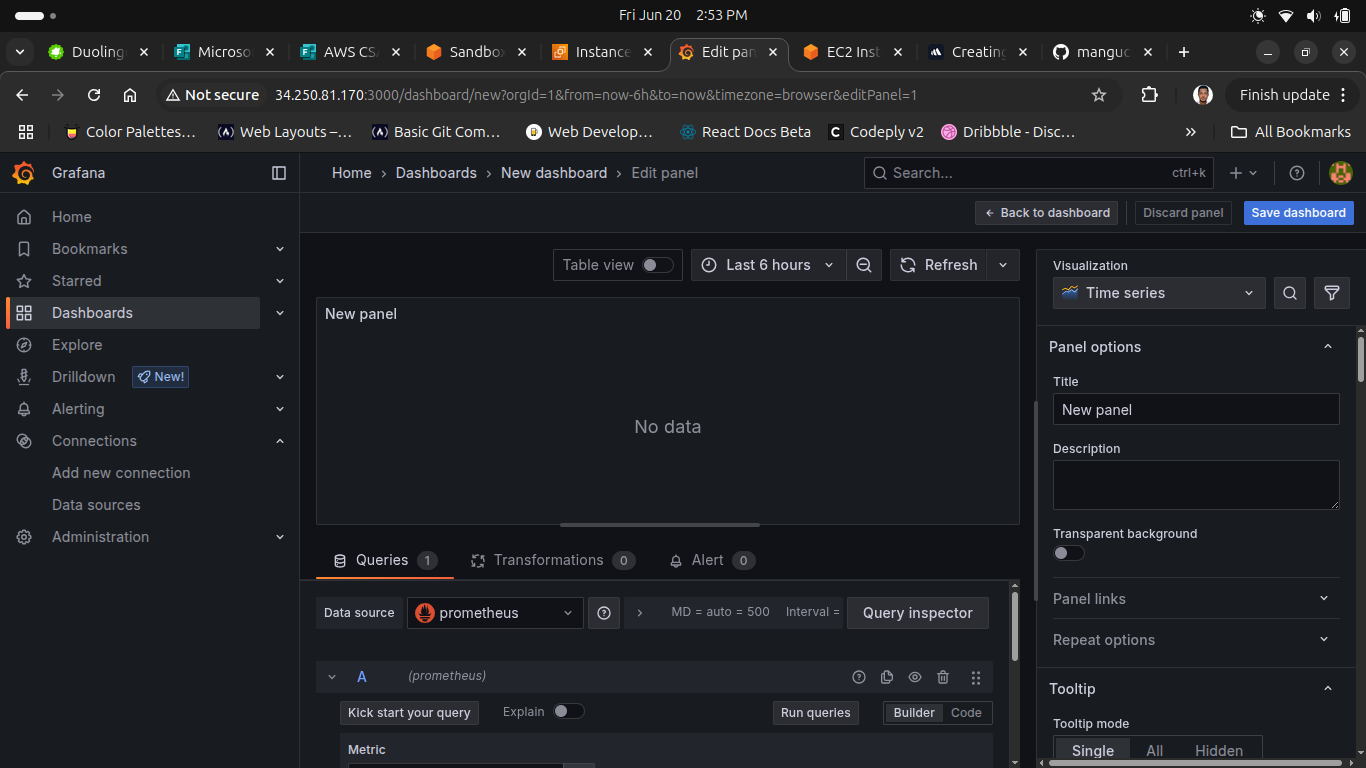 Fri Jun 20 2:53 PM
Duoling
Microso
AWS CS
Sandbox
Instance
Edit pan
EC2 Inst
Creating
manguc
Not secure 34.250.81.170:3000/dashboard/new?orgId=1&from=now-6h&to=now&timezone=browser&editPanel=1
Finish update
Color Palettes…
Web Layouts –…
Basic Git Com…
Web Develop…
React Docs Beta
Codeply v2
Dribbble - Disc…
All Bookmarks
Grafana
Home › Dashboards › New dashboard › Edit panel
Search... ctrl+k
Back to dashboard
Discard panel
Save dashboard
Home
Bookmarks
Starred
Dashboards
Explore
Drilldown New!
Alerting
Connections
Add new connection
Data sources
Administration
Table view
Last 6 hours
Refresh
New panel
No data
Queries 1
Transformations 0
Alert 0
Data source prometheus
MD = auto = 500 Interval =
Query inspector
A (prometheus)
Kick start your query
Explain
Run queries
Builder Code
Metric
Visualization
Time series
Panel options
Title
New panel
Description
Transparent background
Panel links
Repeat options
Tooltip
Tooltip mode
Single All Hidden